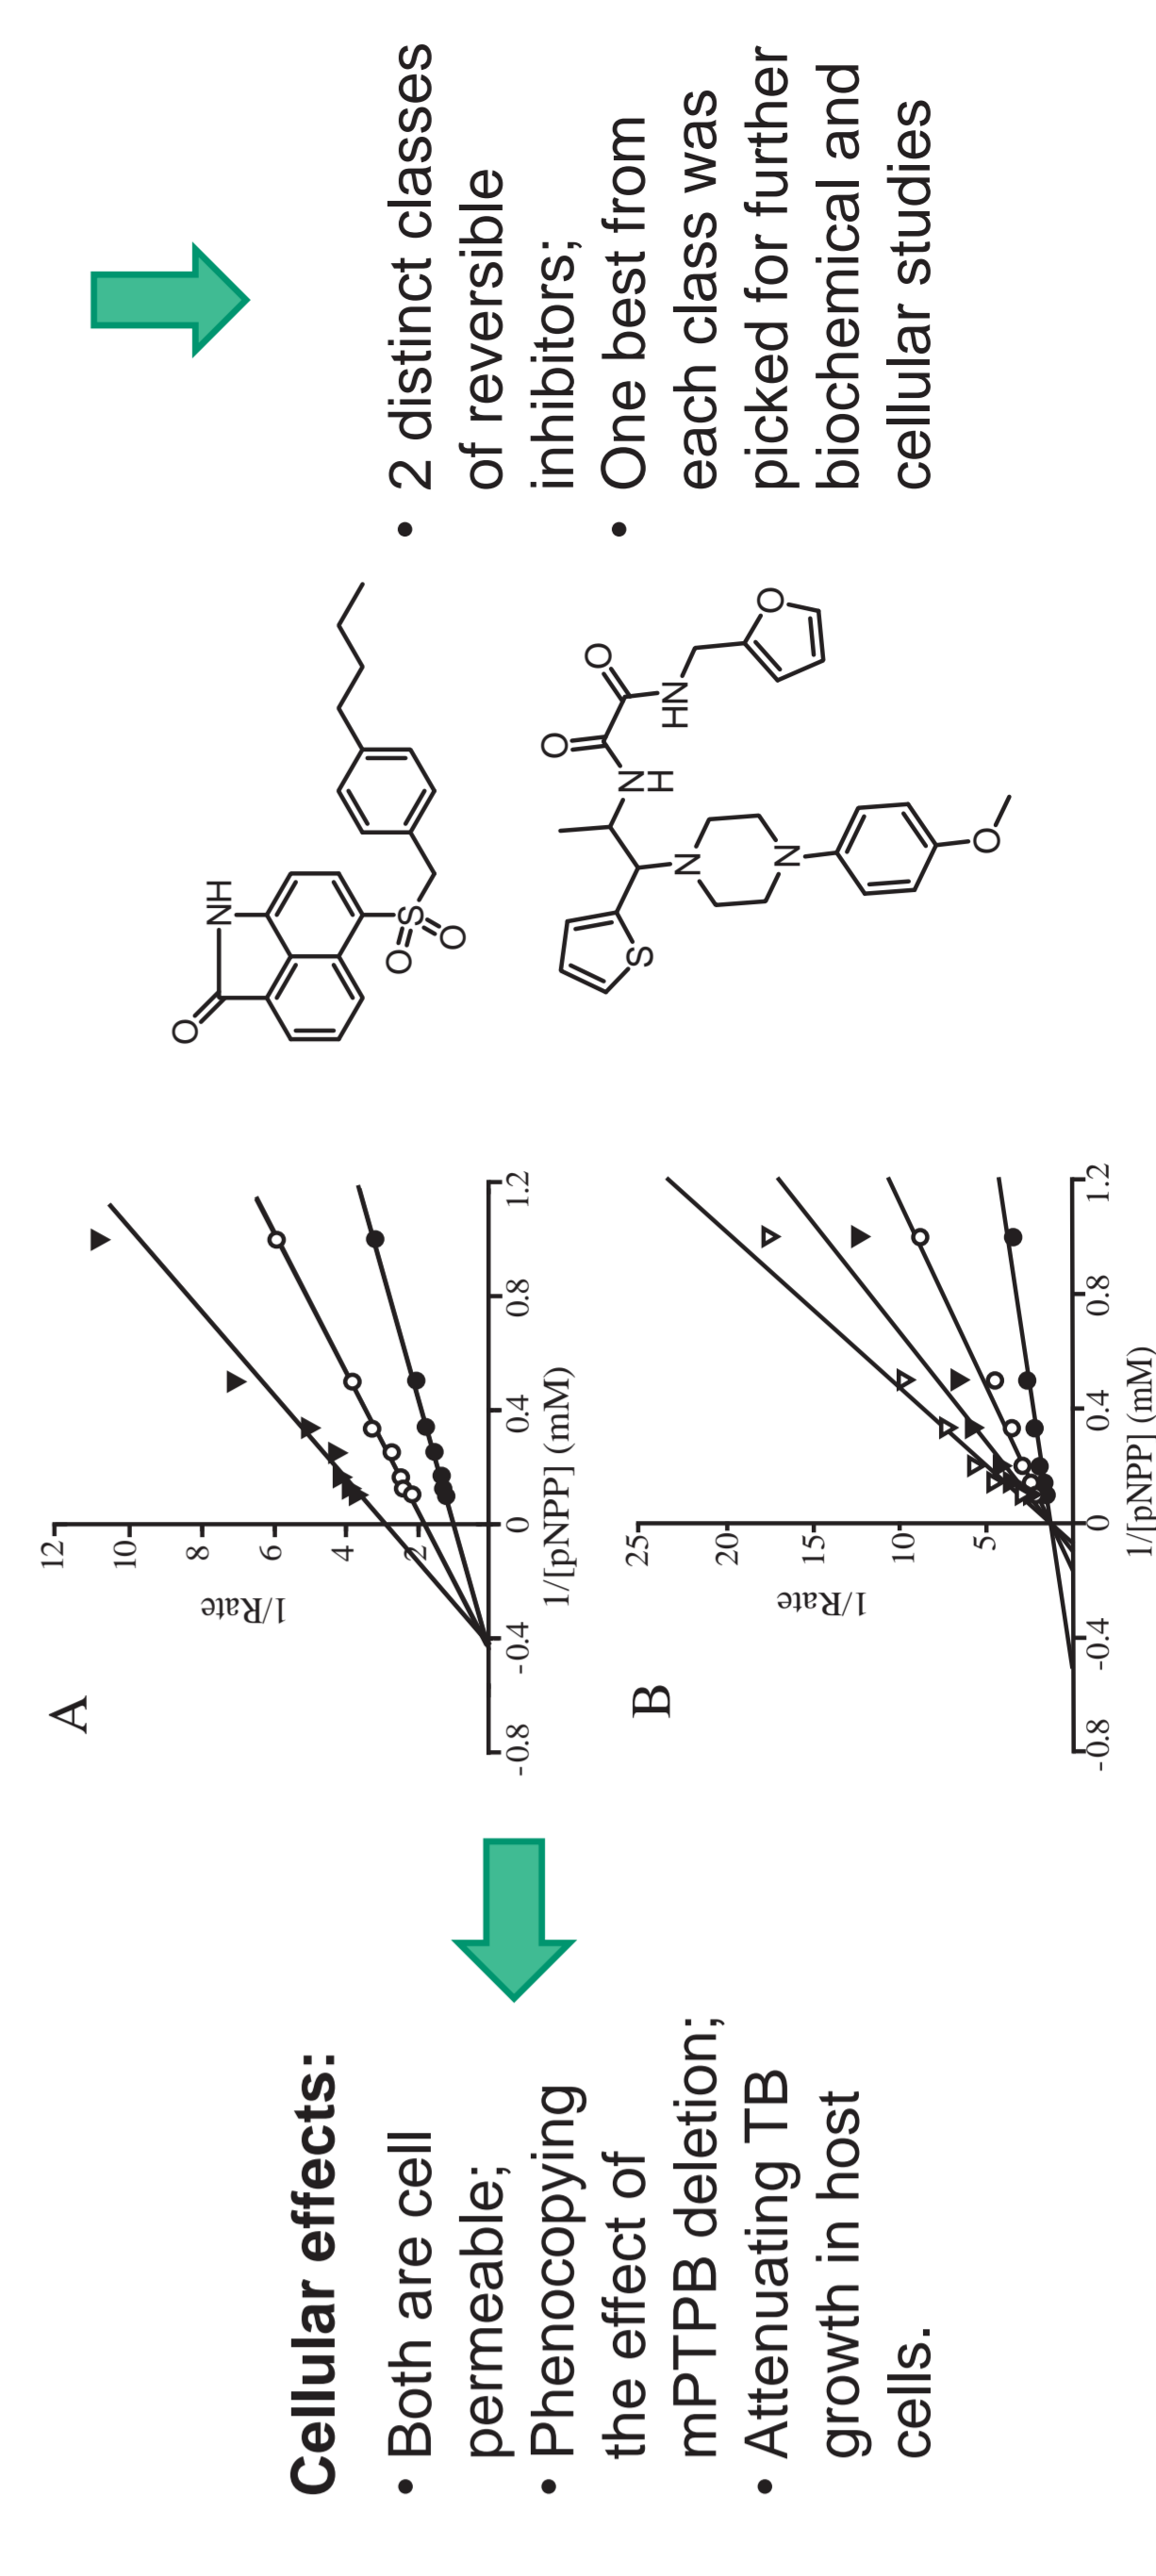 Cellular effects:
• Both are cell
permeable;
• Phenocopying
the effect of
mPTPB deletion;
• Attenuating TB
growth in host
cells.
A
1/Rate
12
10
8
6
4
2
-0.8
-0.4
0
0.4
0.8
1.2
1/[pNPP] (mM)
B
1/Rate
25
20
15
10
5
-0.8
-0.4
0
0.4
0.8
1.2
1/[pNPP] (mM)
O
NH
S
O
O
O
O
N
H
HN
O
S
N
N
O
• 2 distinct classes
of reversible
inhibitors;
• One best from
each class was
picked for further
biochemical and
cellular studies